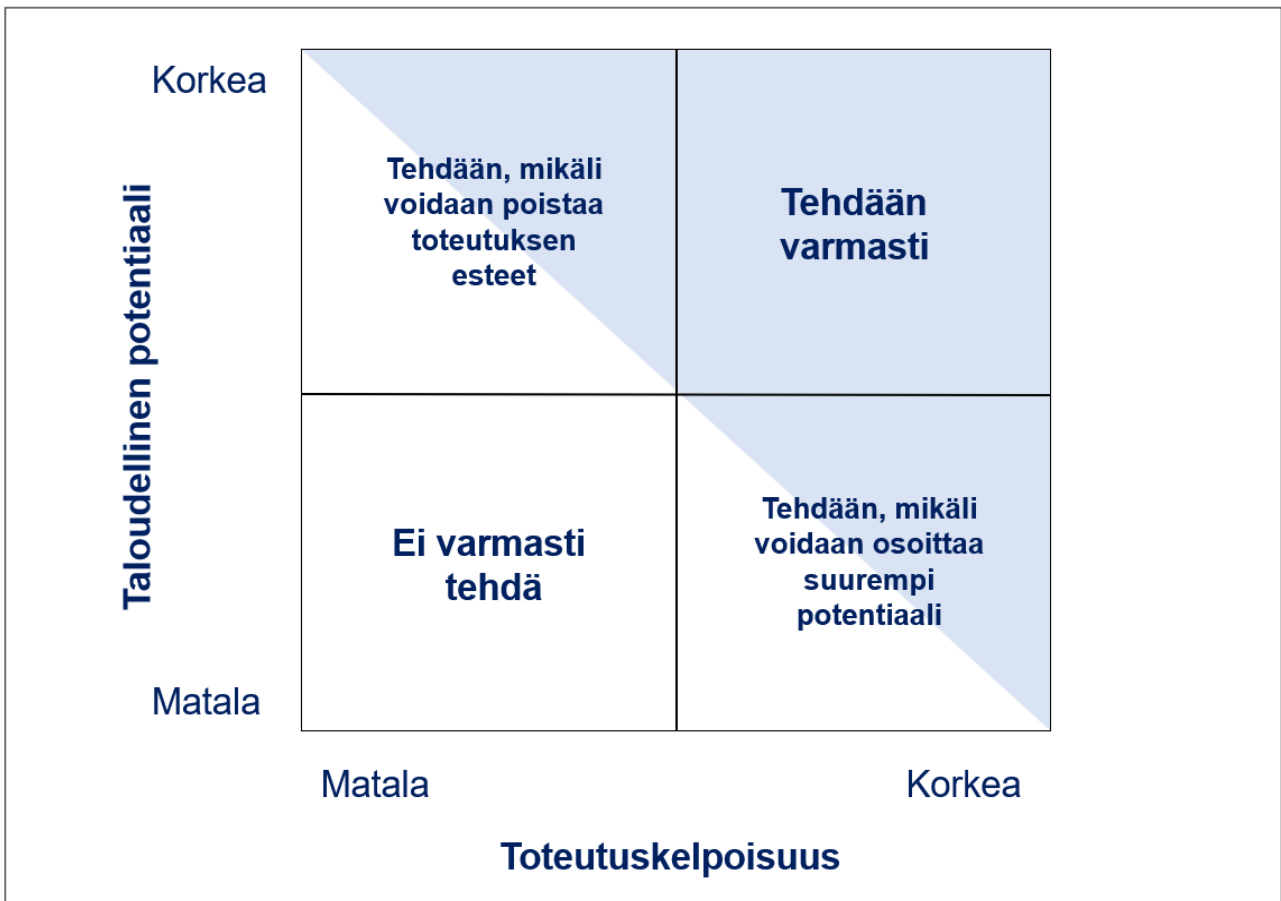 Korkea
Taloudellinen potentiaali
Tehdään, mikäli
voidaan poistaa
toteutuksen
esteet
Tehdään
varmasti
Ei varmasti
tehdä
Tehdään, mikäli
voidaan osoittaa
suurempi
potentiaali
Matala
Matala
Korkea
Toteutuskelpoisuus